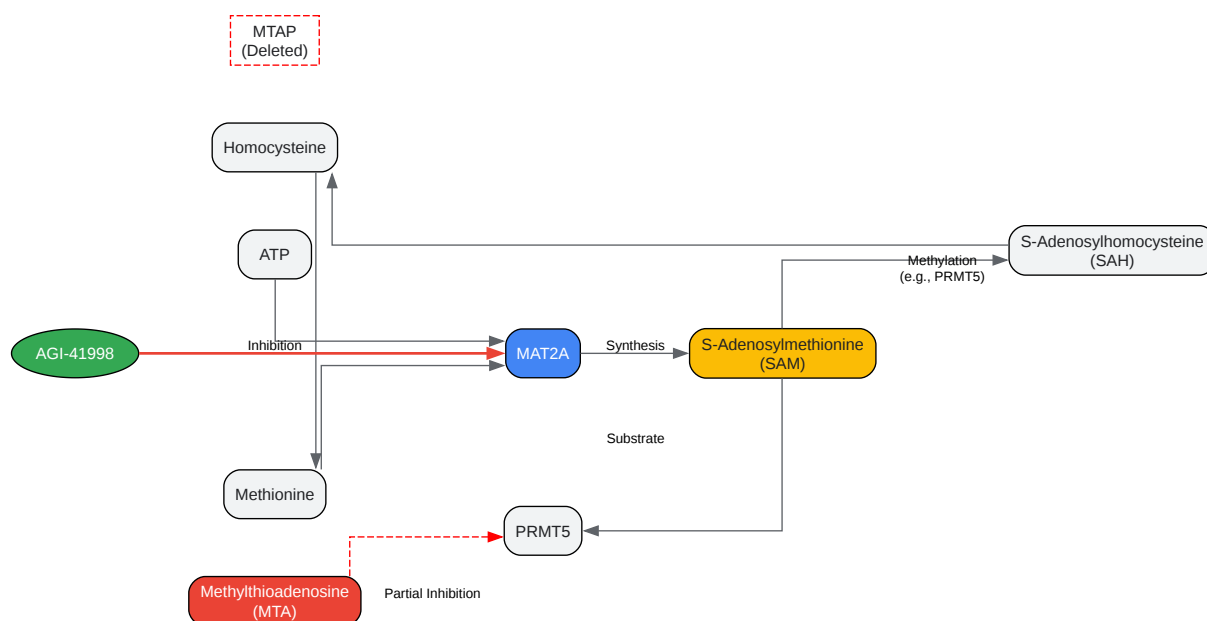 MTAP
(Deleted)
Homocysteine
ATP
S-Adenosylhomocysteine
(SAH)
Methylation
(e.g., PRMT5)
AGI-41998
Inhibition
MAT2A
Synthesis
S-Adenosylmethionine
(SAM)
Substrate
Methionine
PRMT5
Methylthioadenosine
(MTA)
Partial Inhibition